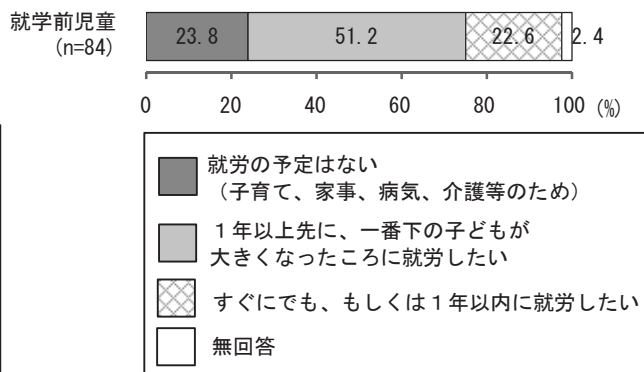 就学前児童
(n=84)
23.8 51.2 22.6 2.4
0 20 40 60 80 100 (%)
就労の予定はない
（子育て、家事、病気、介護等のため）
１年以上先に、一番下の子どもが
大きくなったころに就労したい
すぐにでも、もしくは１年以内に就労したい
無回答